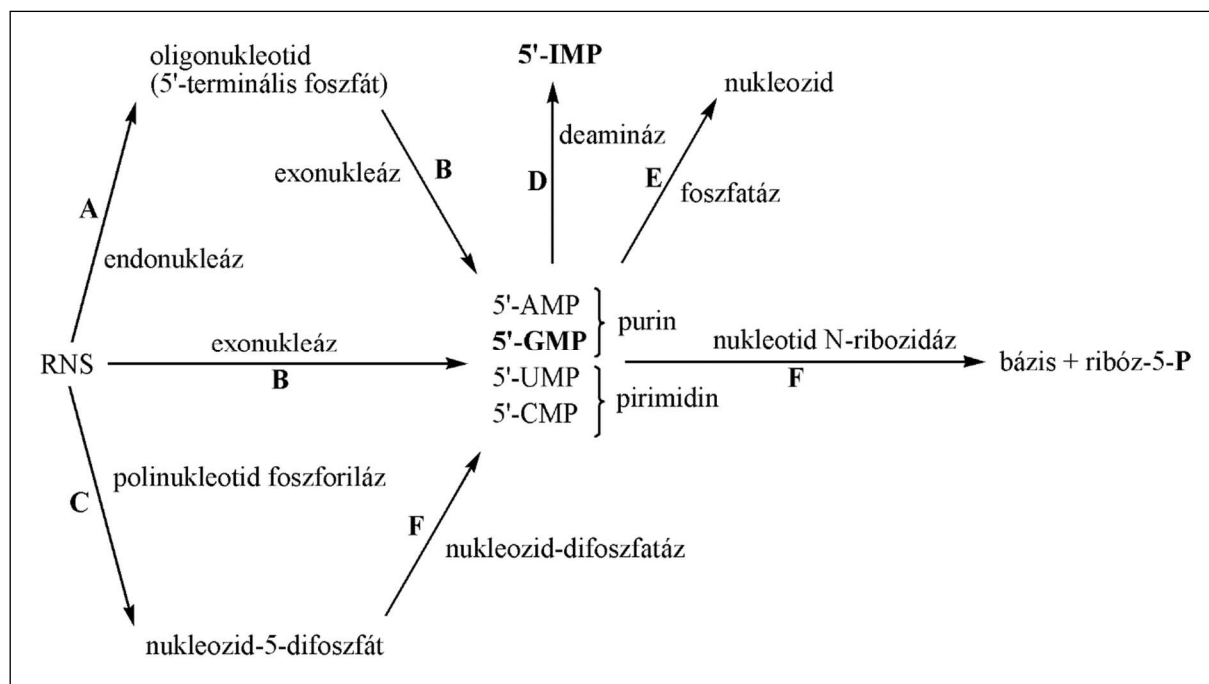 oligonukleotid
(5'-terminális foszfát)
5'-IMP
nukleozid
deamináz
exonukleáz
B
D
E
foszfatáz
A
endonukleáz
5'-AMP
5'-GMP
purin
RNS
exonukleáz
B
nukleotid N-ribozidáz
F
bázis + ribóz-5-P
5'-UMP
5'-CMP
pirimidin
polinukleotid foszforiláz
C
F
nukleozid-difoszfatáz
nukleozid-5-difoszfát